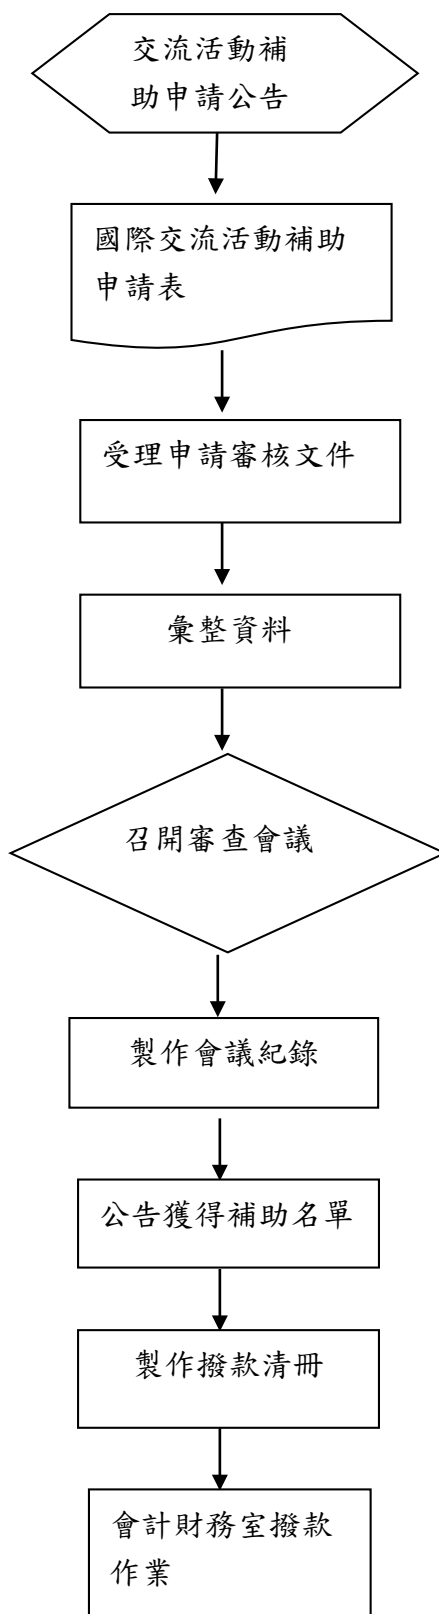 交流活動補
助申請公告
國際交流活動補助
申請表
受理申請審核文件
彙整資料
召開審查會議
製作會議紀錄
公告獲得補助名單
製作撥款清冊
會計財務室撥款
作業